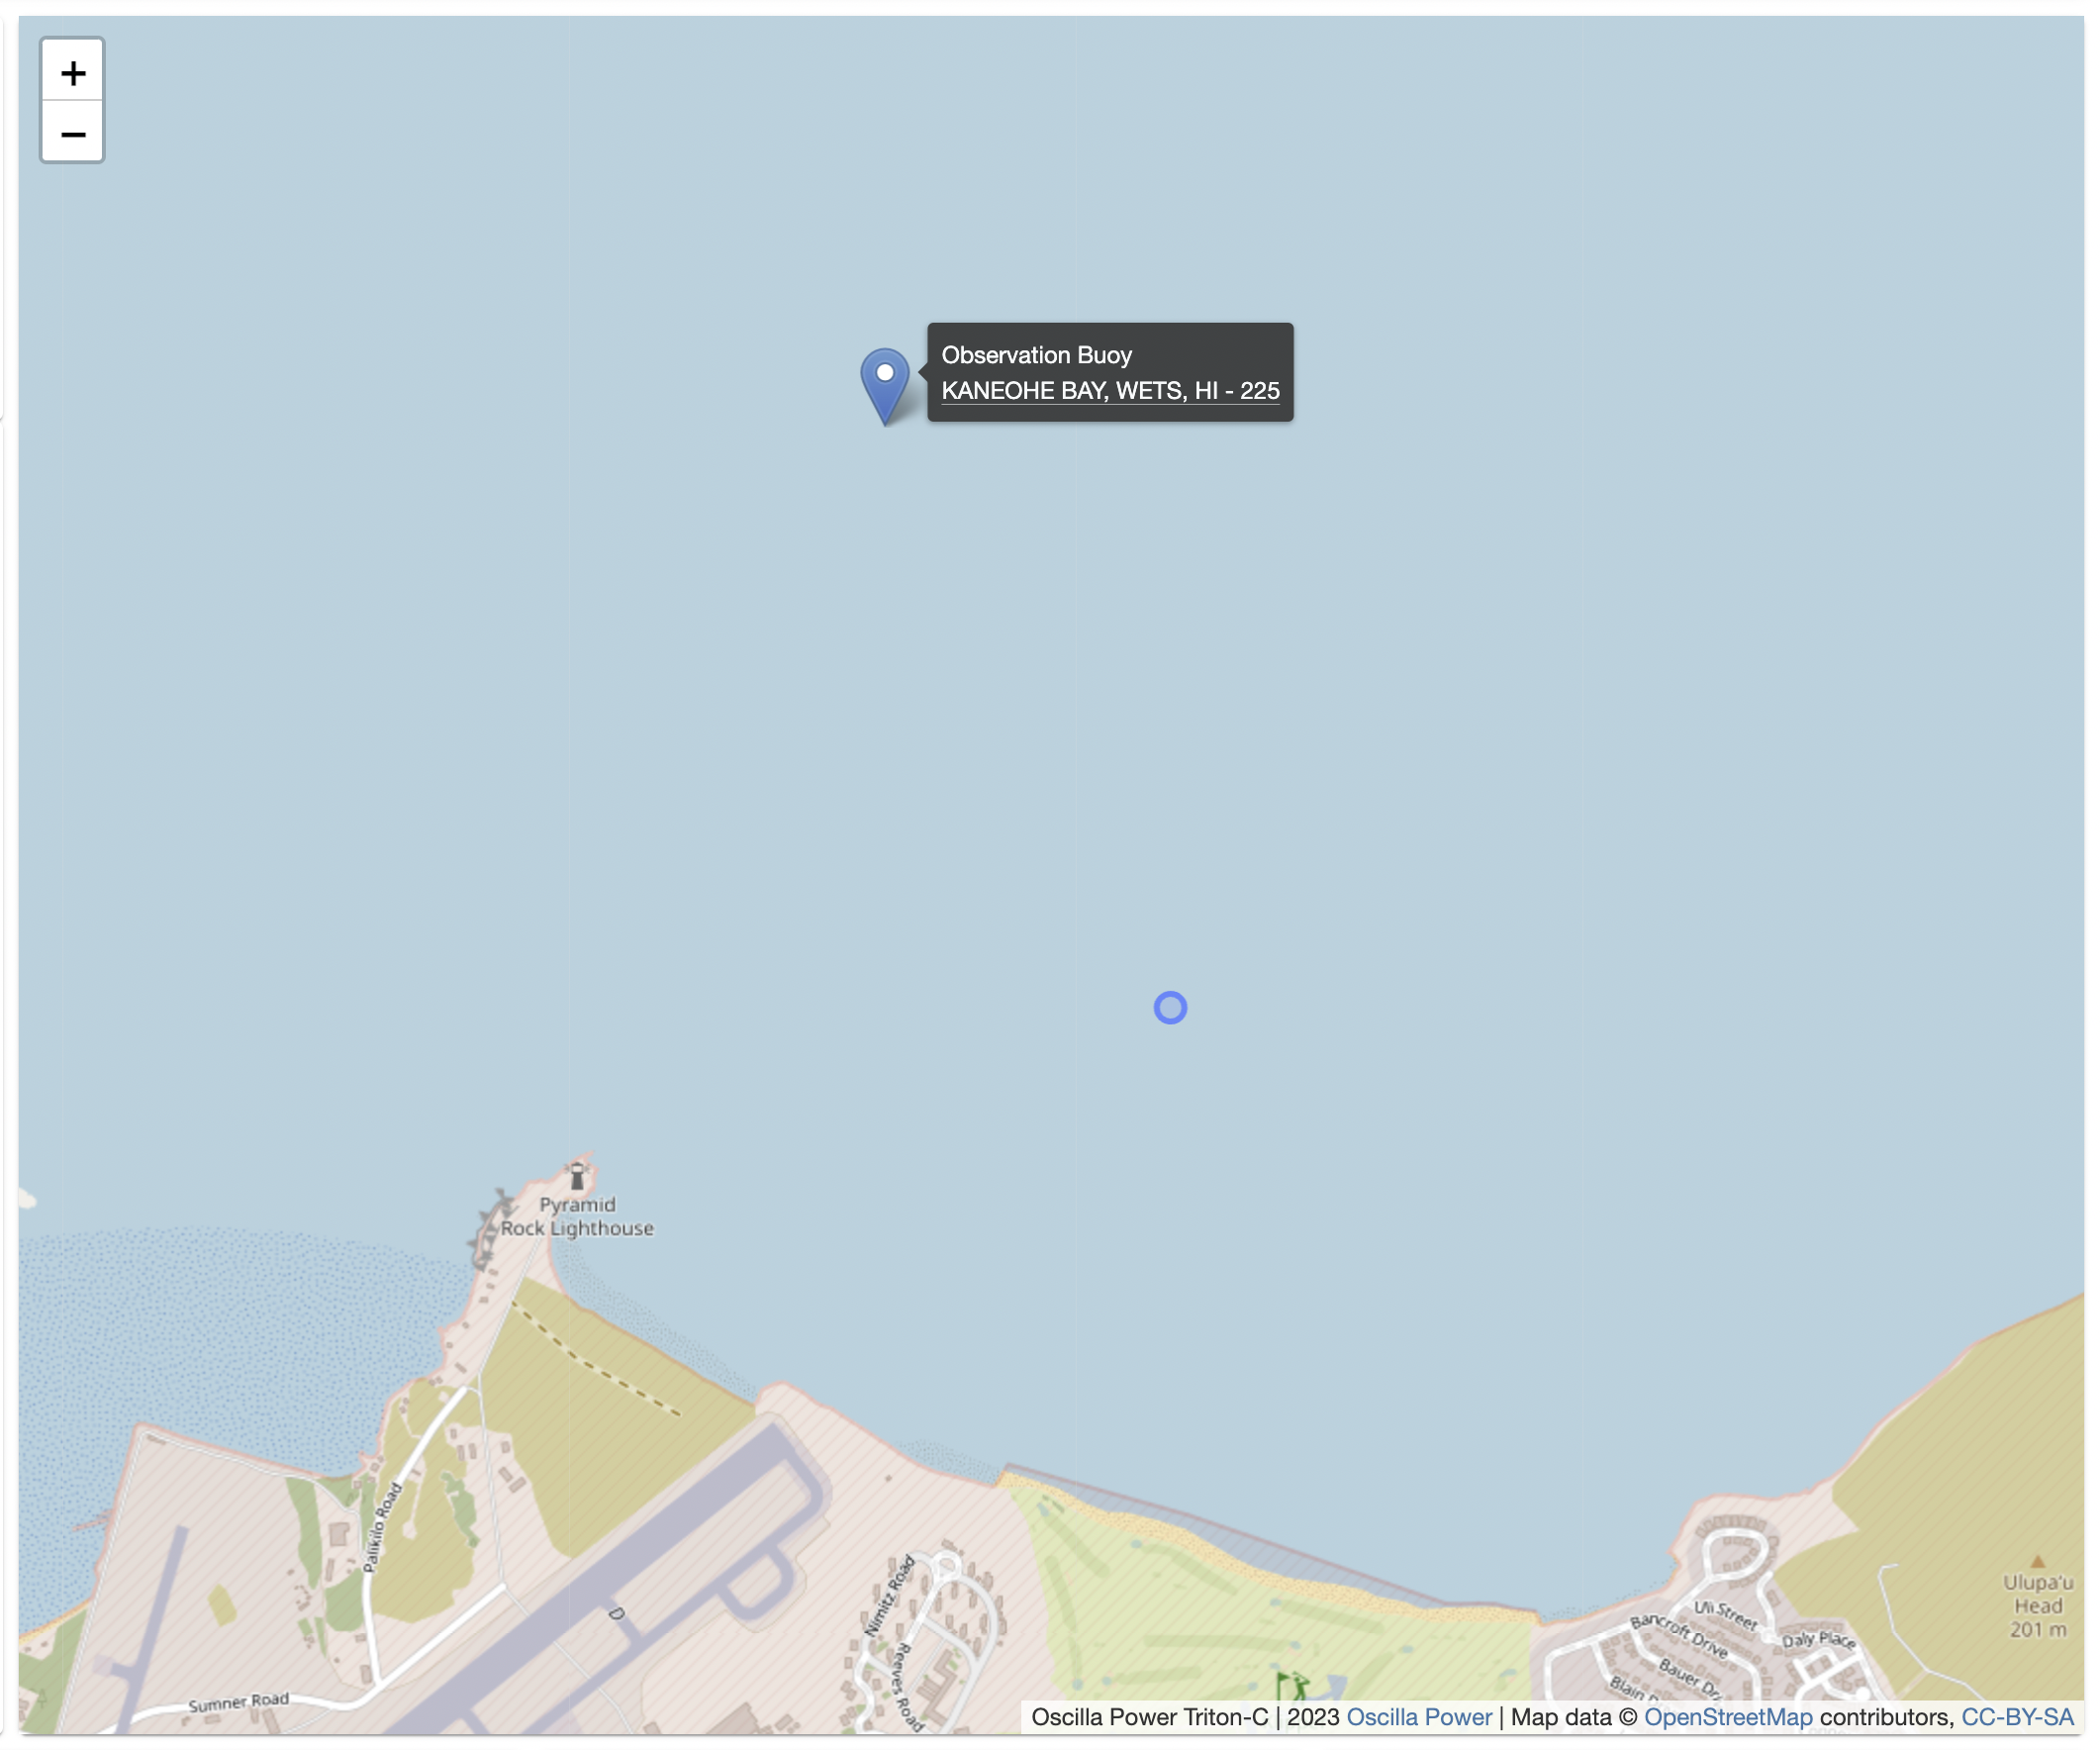 +
−
Observation Buoy
KANEOHE BAY, WETS, HI - 225
Pyramid
Rock Lighthouse
Palikilo Road
Sumner Road
D
Nimitz Road
Reeves Road
Uli Street
Bancroft Drive
Daly Place
Bauer Dr
Blain
Ulupa'u
Head
201 m
Oscilla Power Triton-C | 2023 Oscilla Power | Map data © OpenStreetMap contributors, CC-BY-SA